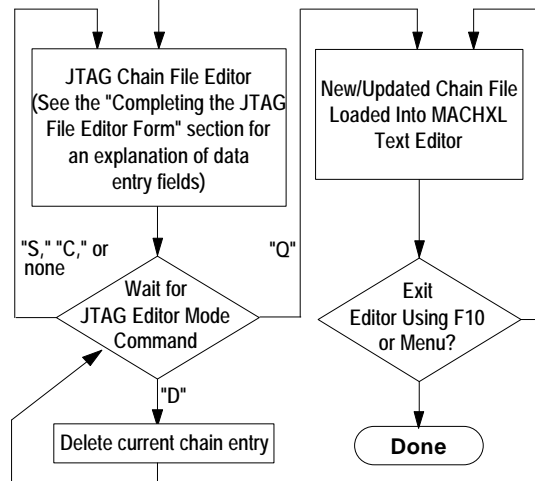 JTAG Chain File Editor
(See the "Completing the JTAG
File Editor Form" section for
an explanation of data
entry fields)
New/Updated Chain File
Loaded Into MACHXL
Text Editor
"S," "C," or
none
"Q"
Wait for
JTAG Editor Mode
Command
Exit
Editor Using F10
or Menu?
"D"
Delete current chain entry
Done